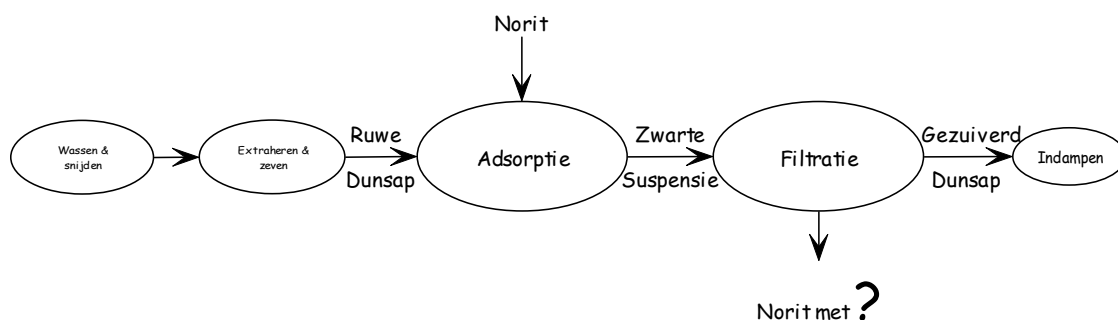 Norit
Wassen &
snijden
Extraheren &
zeven
Ruwe
Dunsap
Adsorptie
Zwarte
Suspensie
Filtratie
Gezuiverd
Dunsap
Indampen
Norit met ?